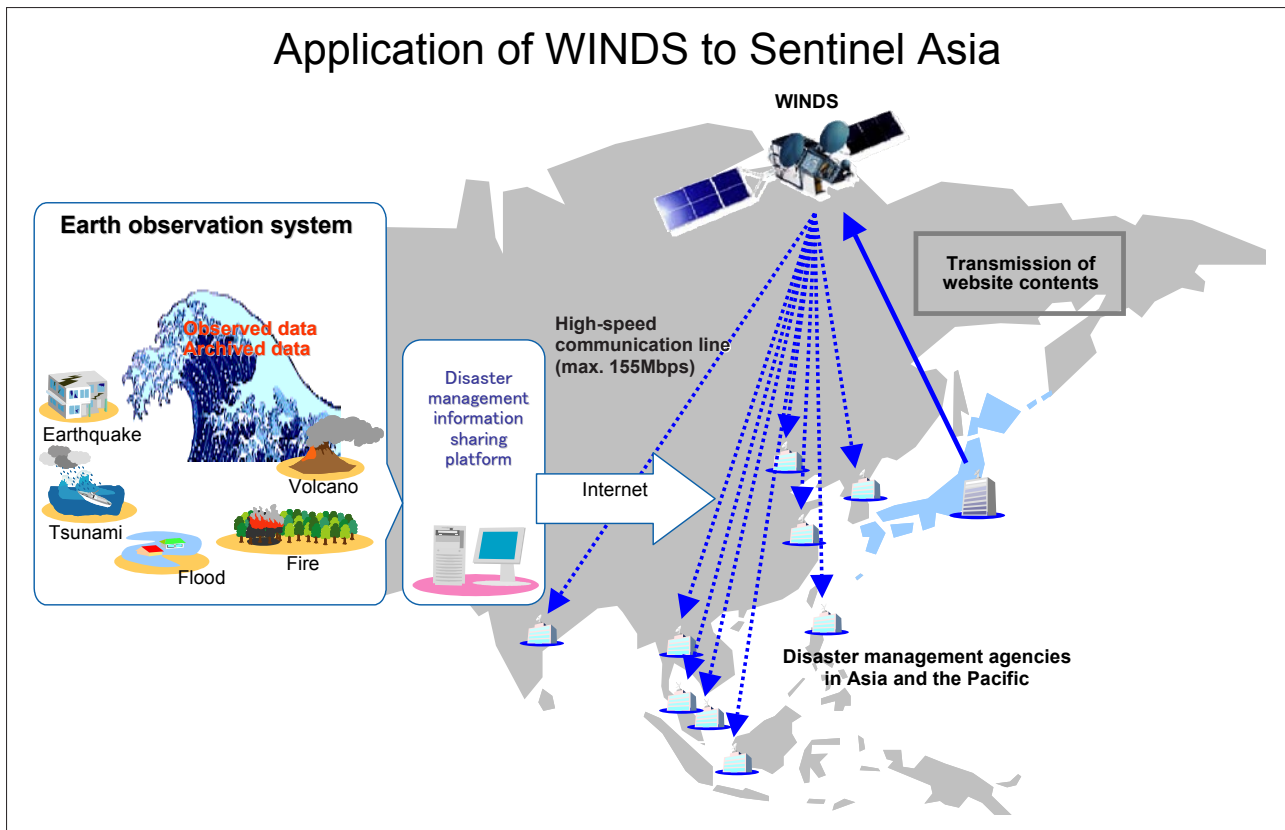 Application of WINDS to Sentinel Asia
WINDS
Earth observation system
Transmission of
website contents
Observed data
Archived data
High-speed
communication line
(max. 155Mbps)
Disaster
management
information
sharing
platform
Earthquake
Volcano
Internet
Tsunami
Fire
Flood
Disaster management agencies
in Asia and the Pacific